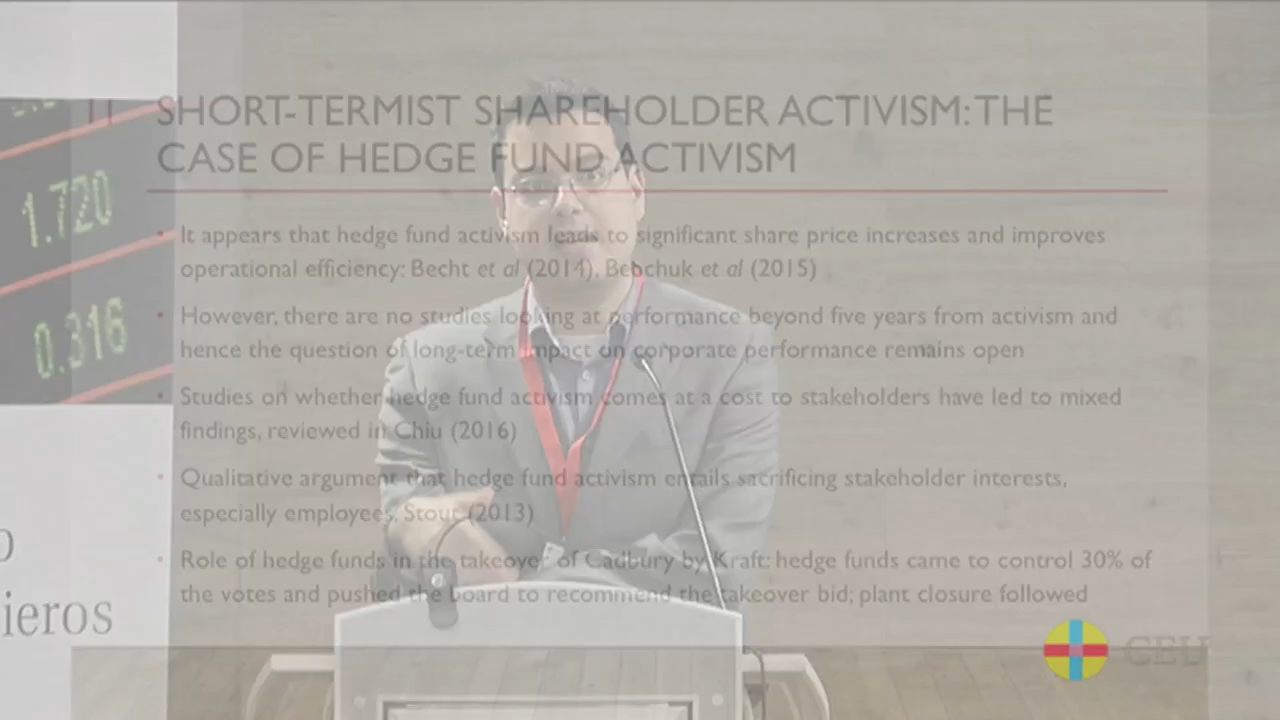 11
SHORT-TERMIST SHAREHOLDER ACTIVISM: THE
CASE OF HEDGE FUND ACTIVISM
• It appears that hedge fund activism leads to significant share price increases and improves
operational efficiency: Becht et al (2014), Bebchuk et al (2015)
• However, there are no studies looking at performance beyond five years from activism and
hence the question of long-term impact on corporate performance remains open
• Studies on whether hedge fund activism comes at a cost to stakeholders have led to mixed
findings, reviewed in Chiu (2016)
• Qualitative argument that hedge fund activism entails sacrificing stakeholder interests,
especially employees, Stout (2013)
• Role of hedge funds in the takeover of Cadbury by Kraft: hedge funds came to control 30% of
the votes and pushed the board to recommend the takeover bid; plant closure followed
1.720
0.316
o
ieros
CEU